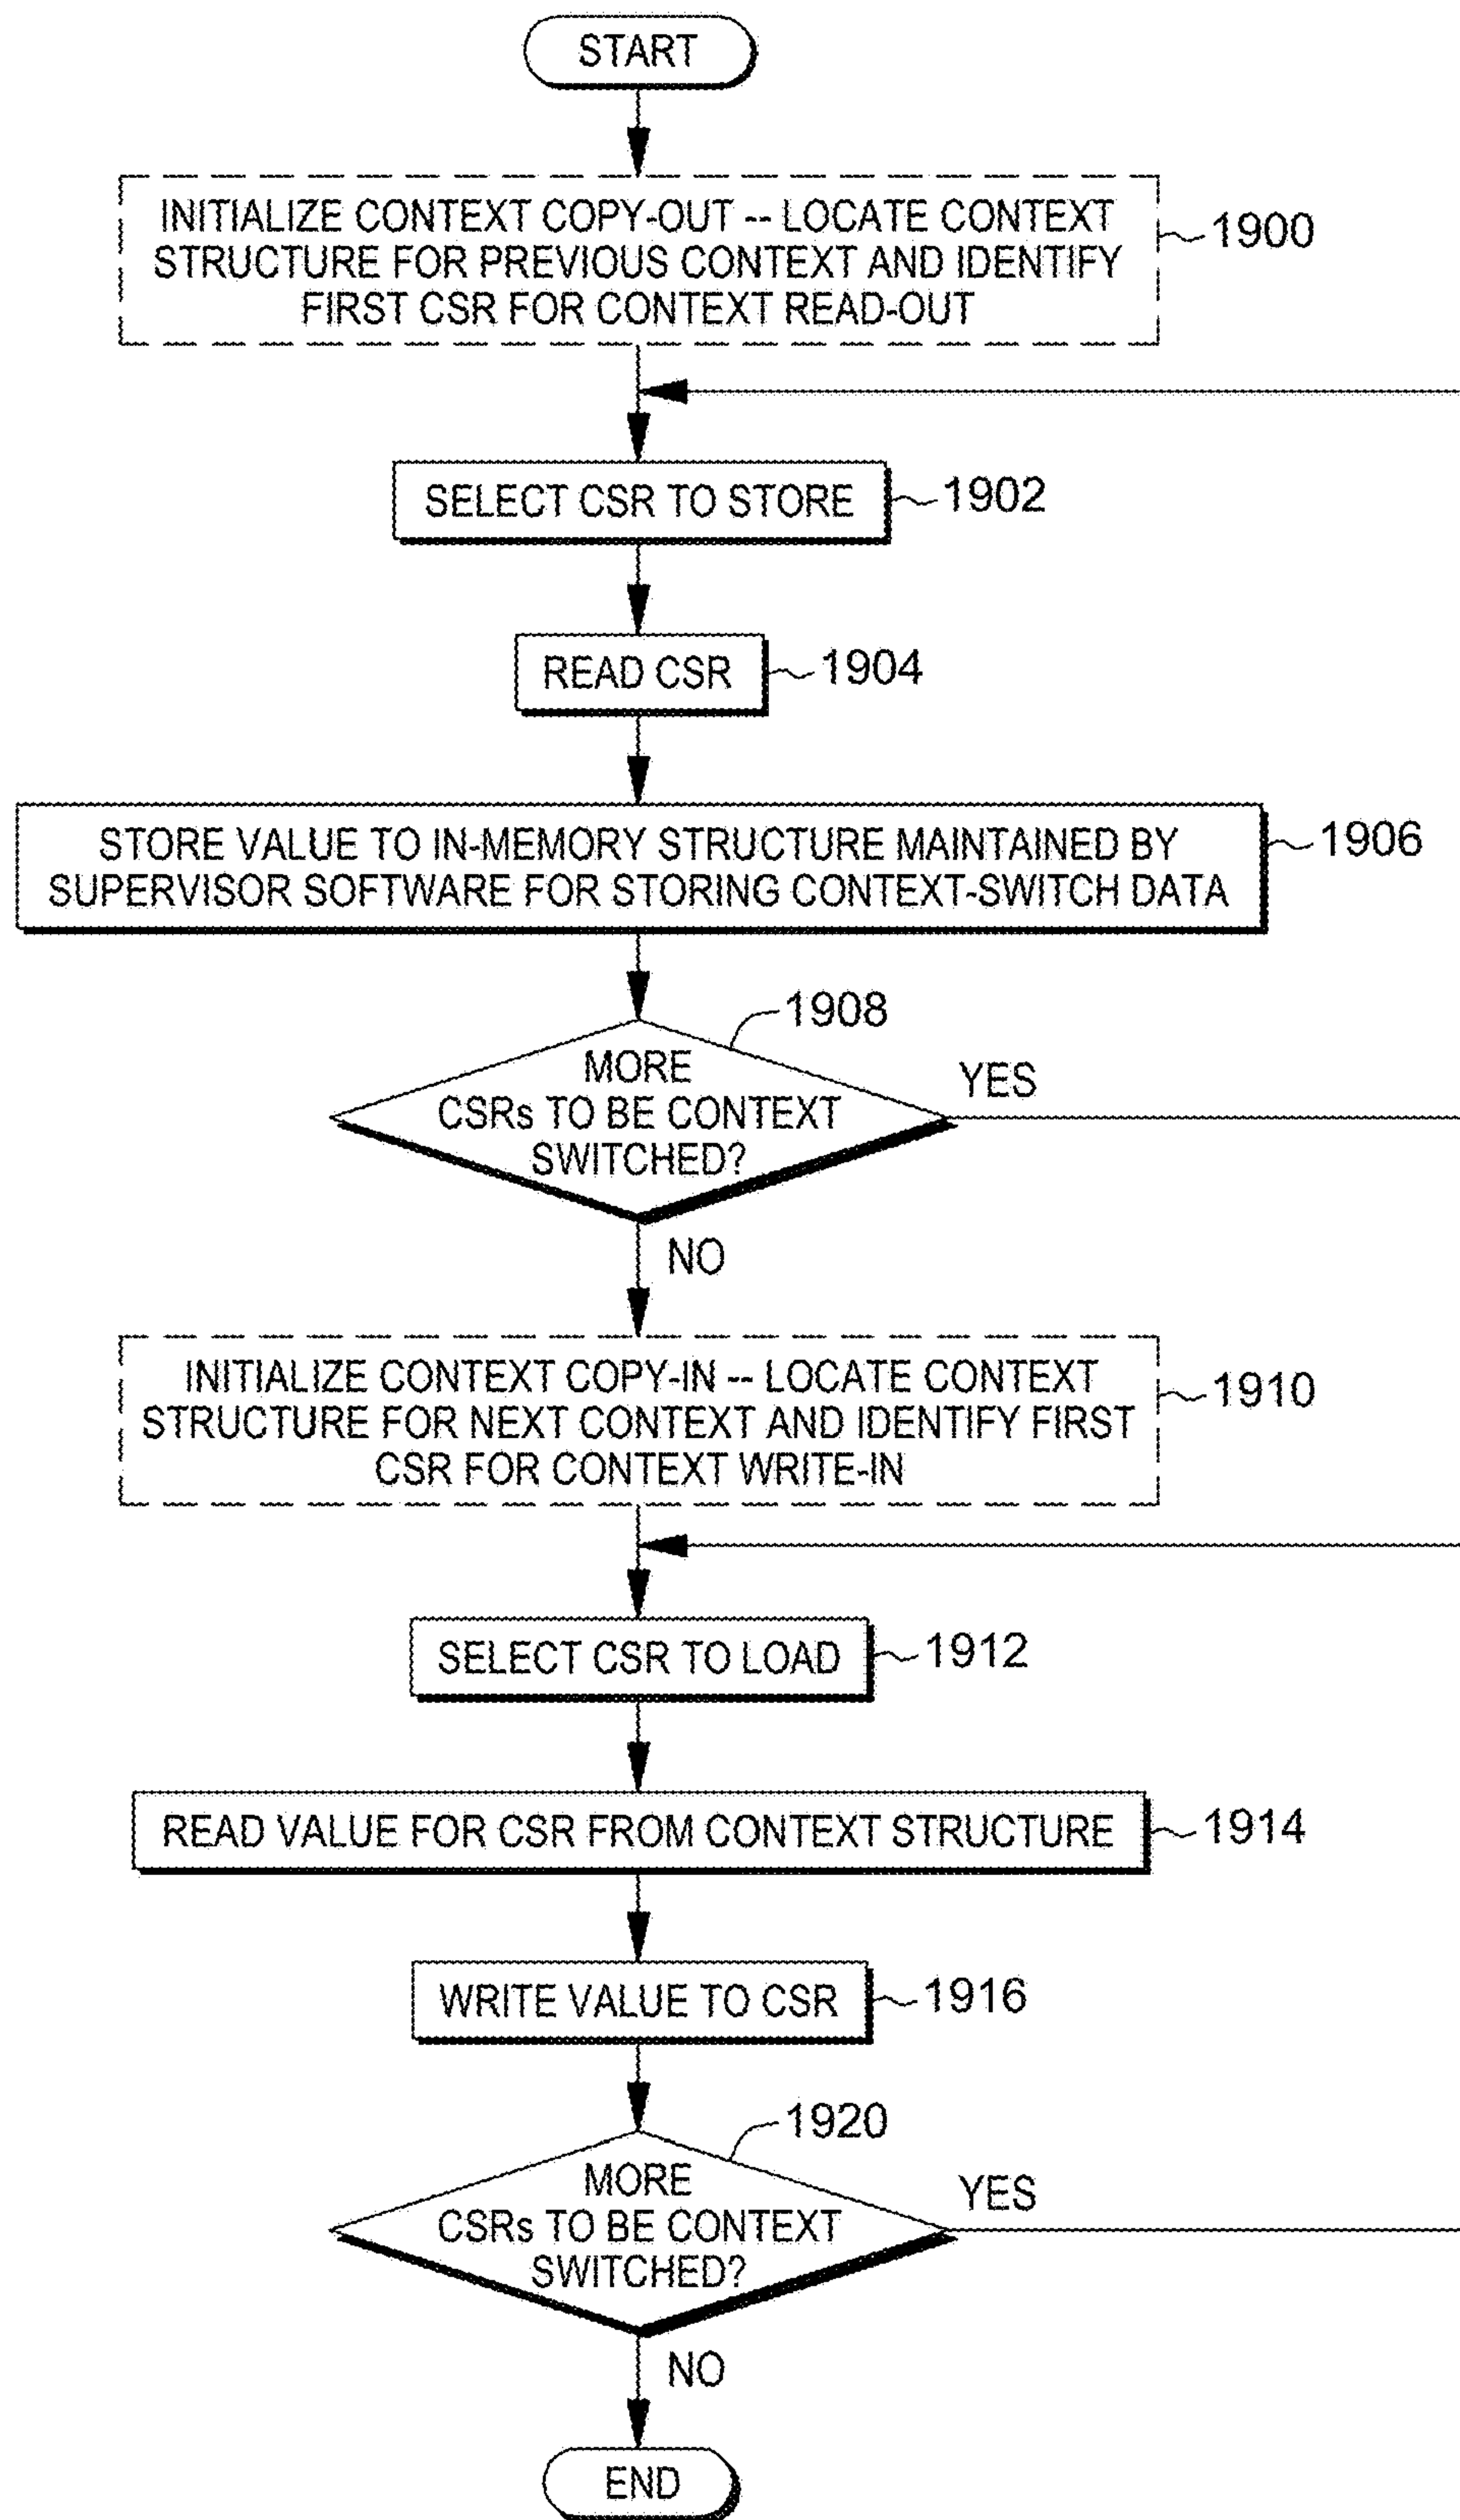 START
INITIALIZE CONTEXT COPY-OUT -- LOCATE CONTEXT
STRUCTURE FOR PREVIOUS CONTEXT AND IDENTIFY
FIRST CSR FOR CONTEXT READ-OUT
1900
SELECT CSR TO STORE
1902
READ CSR
1904
STORE VALUE TO IN-MEMORY STRUCTURE MAINTAINED BY
SUPERVISOR SOFTWARE FOR STORING CONTEXT-SWITCH DATA
1906
1908
MORE
CSRs TO BE CONTEXT
SWITCHED?
YES
NO
INITIALIZE CONTEXT COPY-IN -- LOCATE CONTEXT
STRUCTURE FOR NEXT CONTEXT AND IDENTIFY FIRST
CSR FOR CONTEXT WRITE-IN
1910
SELECT CSR TO LOAD
1912
READ VALUE FOR CSR FROM CONTEXT STRUCTURE
1914
WRITE VALUE TO CSR
1916
1920
MORE
CSRs TO BE CONTEXT
SWITCHED?
YES
NO
END